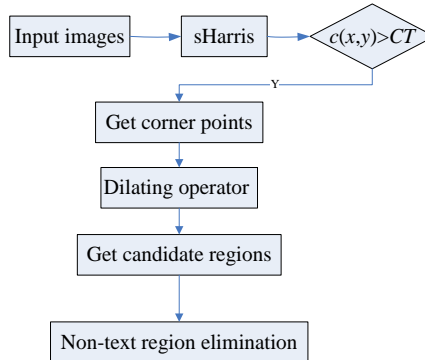 Input images
sHarris
c(x,y)>CT
Y
Get corner points
Dilating operator
Get candidate regions
Non-text region elimination